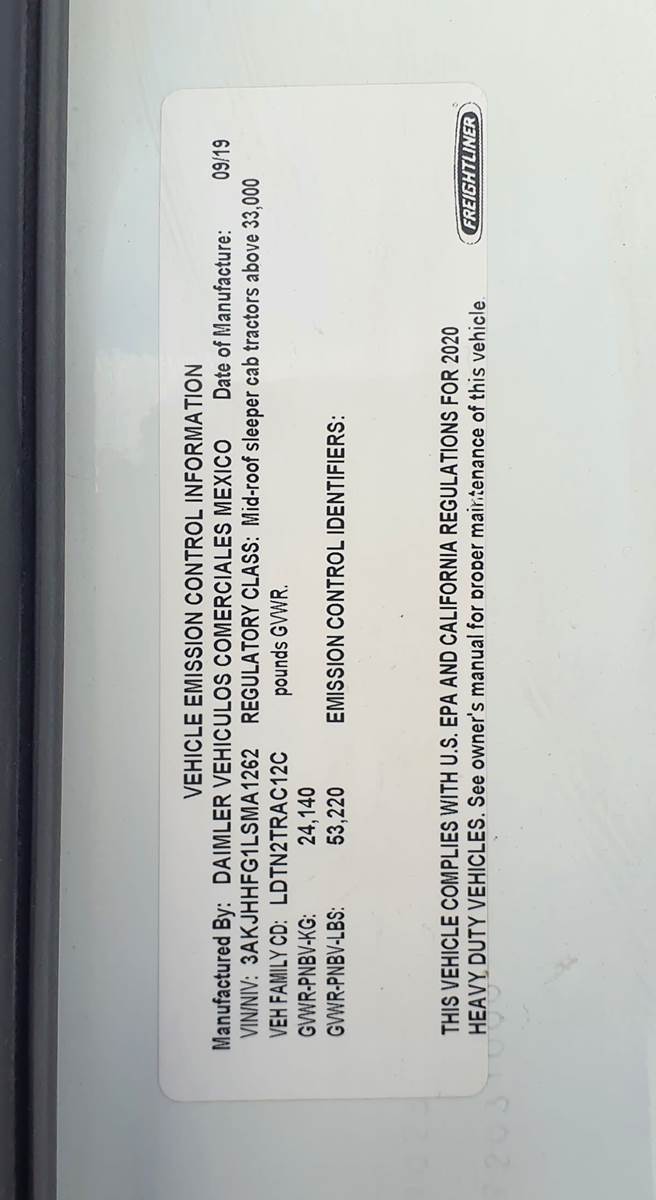 VEHICLE EMISSION CONTROL INFORMATION
Manufactured By: DAIMLER VEHICULOS COMERCIALES MEXICO Date of Manufacture: 09/19
VIN/NIV: 3AKJHHFG1LSMA1262 REGULATORY CLASS: Mid-roof sleeper cab tractors above 33,000
VEH FAMILY CD: LDTN2TRAC12C pounds GVWR.
GVWR-PNBV-KG: 24,140
GVWR-PNBV-LBS: 53,220 EMISSION CONTROL IDENTIFIERS:
THIS VEHICLE COMPLIES WITH U.S. EPA AND CALIFORNIA REGULATIONS FOR 2020
HEAVY DUTY VEHICLES. See owner's manual for proper maintenance of this vehicle.
FREIGHTLINER